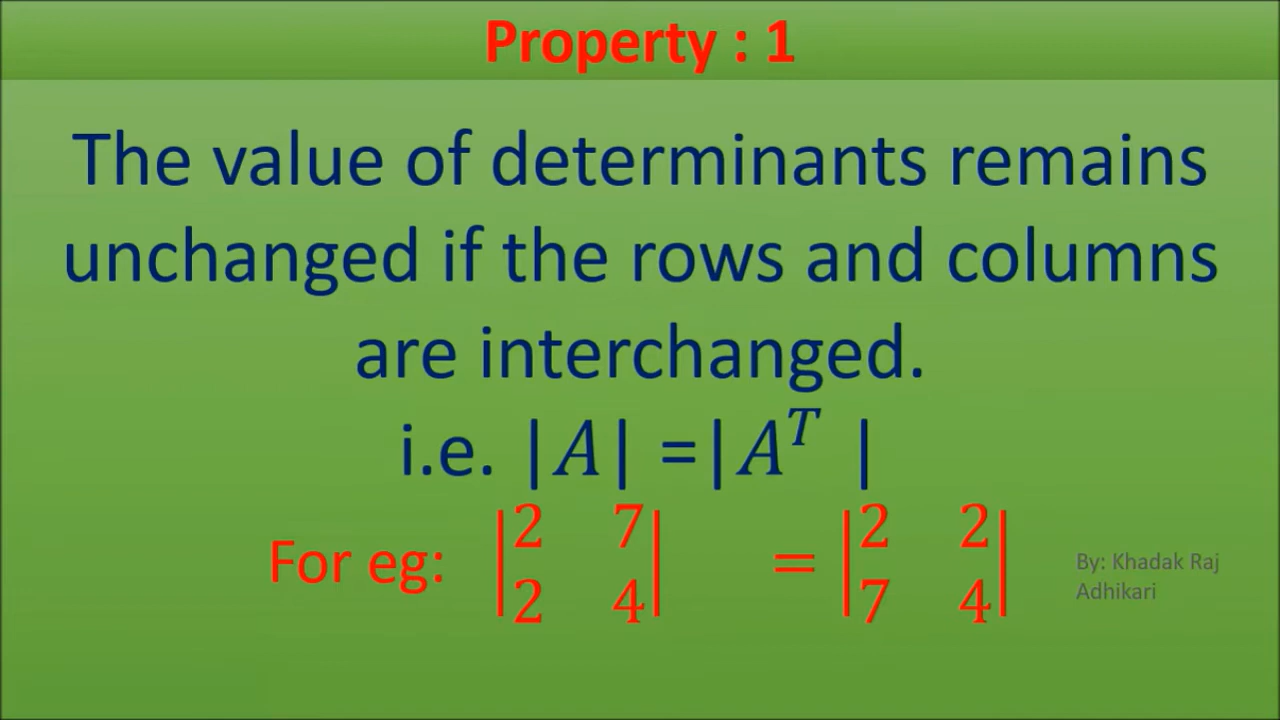 Property : 1
The value of determinants remains
unchanged if the rows and columns
are interchanged.
i.e. |A| =|A^T |
For eg: |2 7| = |2 2|
|2 4| |7 4|
By: Khadak Raj
Adhikari